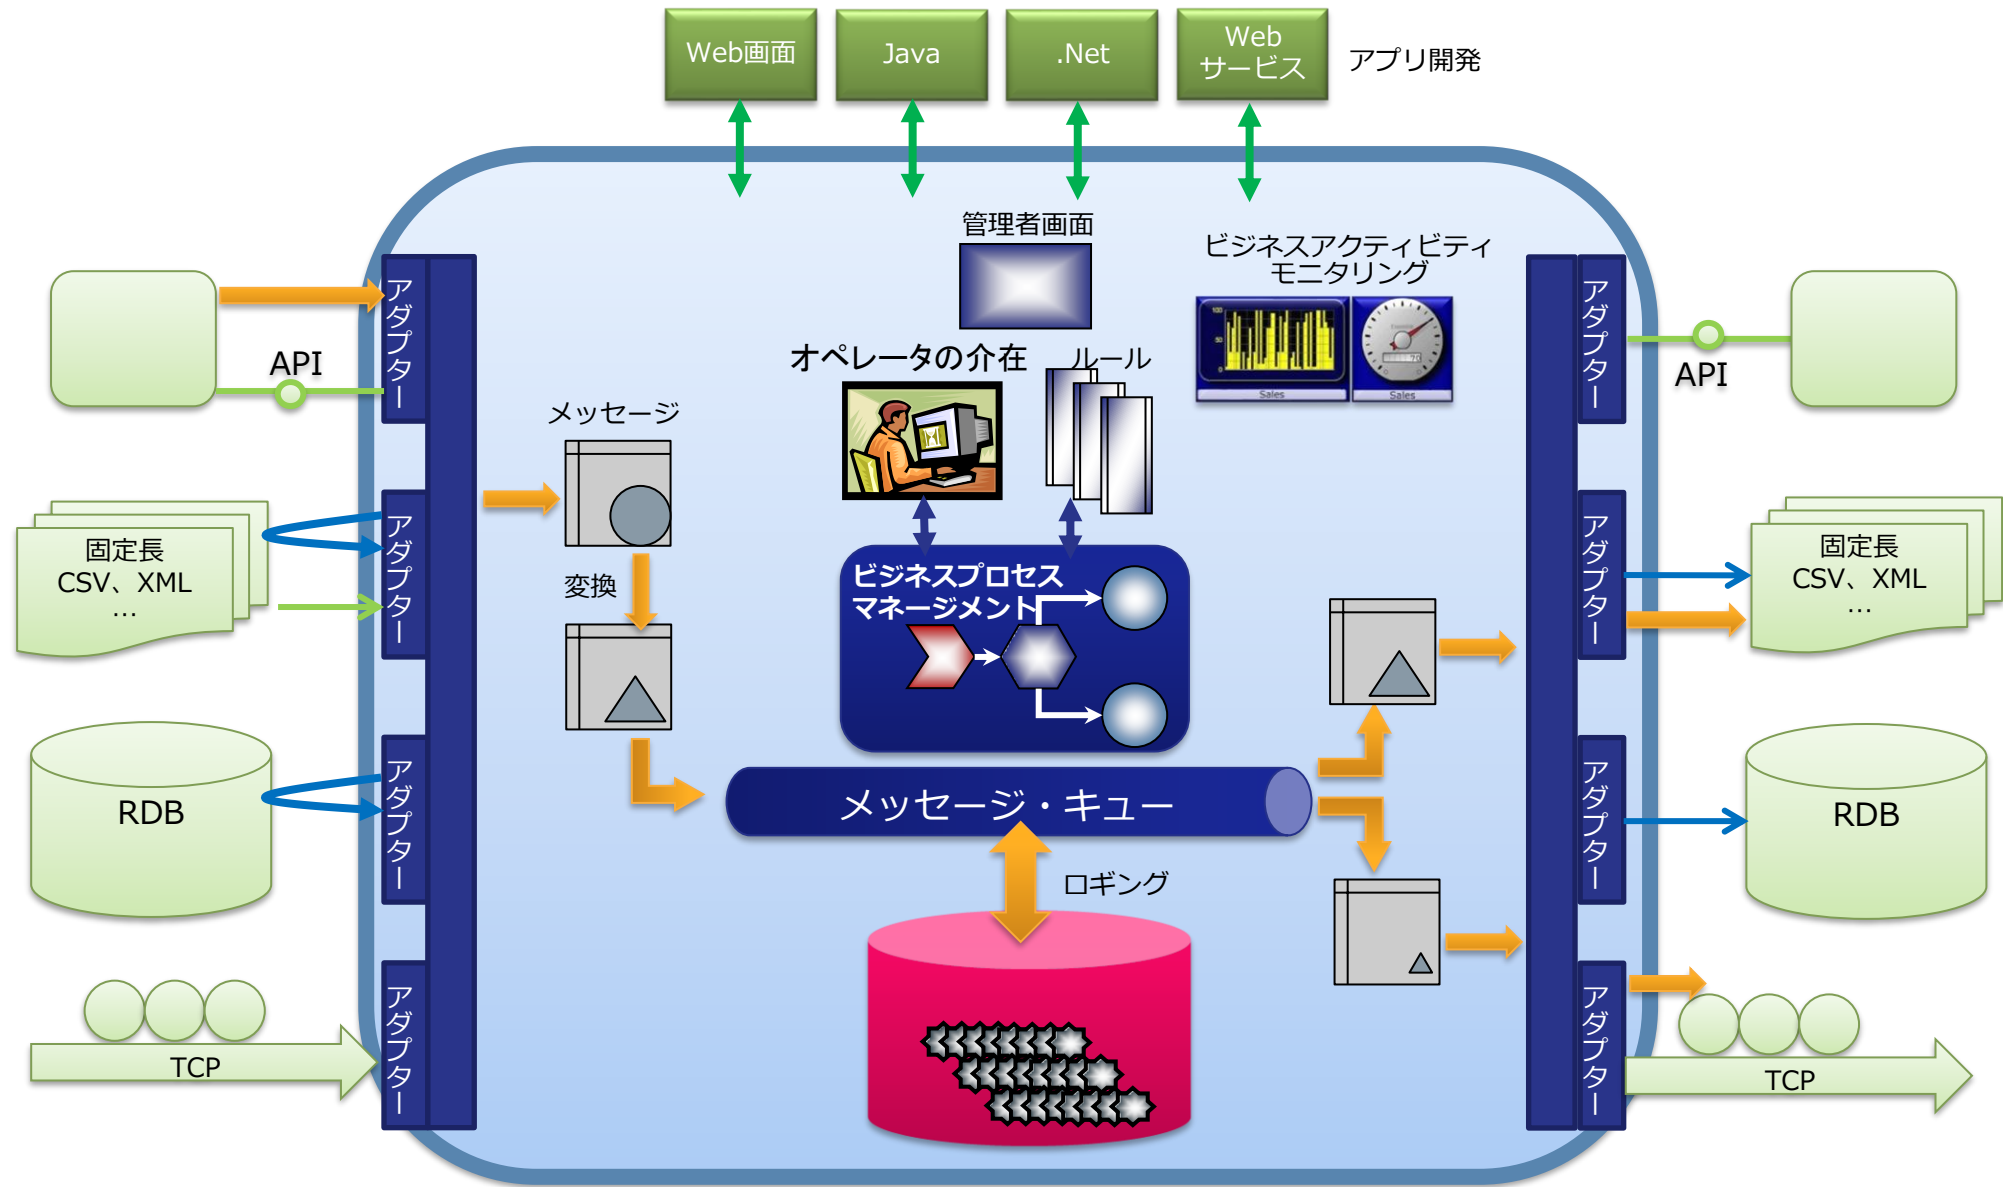 Web画面
Java
.Net
Web
サービス
アプリ開発
管理者画面
ビジネスアクティビティ
モニタリング
100
50
0
Sales
Sales
オペレータの介在
ルール
アダプター
API
アダプター
API
メッセージ
変換
固定長
CSV、XML
…
アダプター
ビジネスプロセス
マネージメント
アダプター
固定長
CSV、XML
…
RDB
アダプター
メッセージ・キュー
アダプター
RDB
ロギング
TCP
アダプター
アダプター
TCP